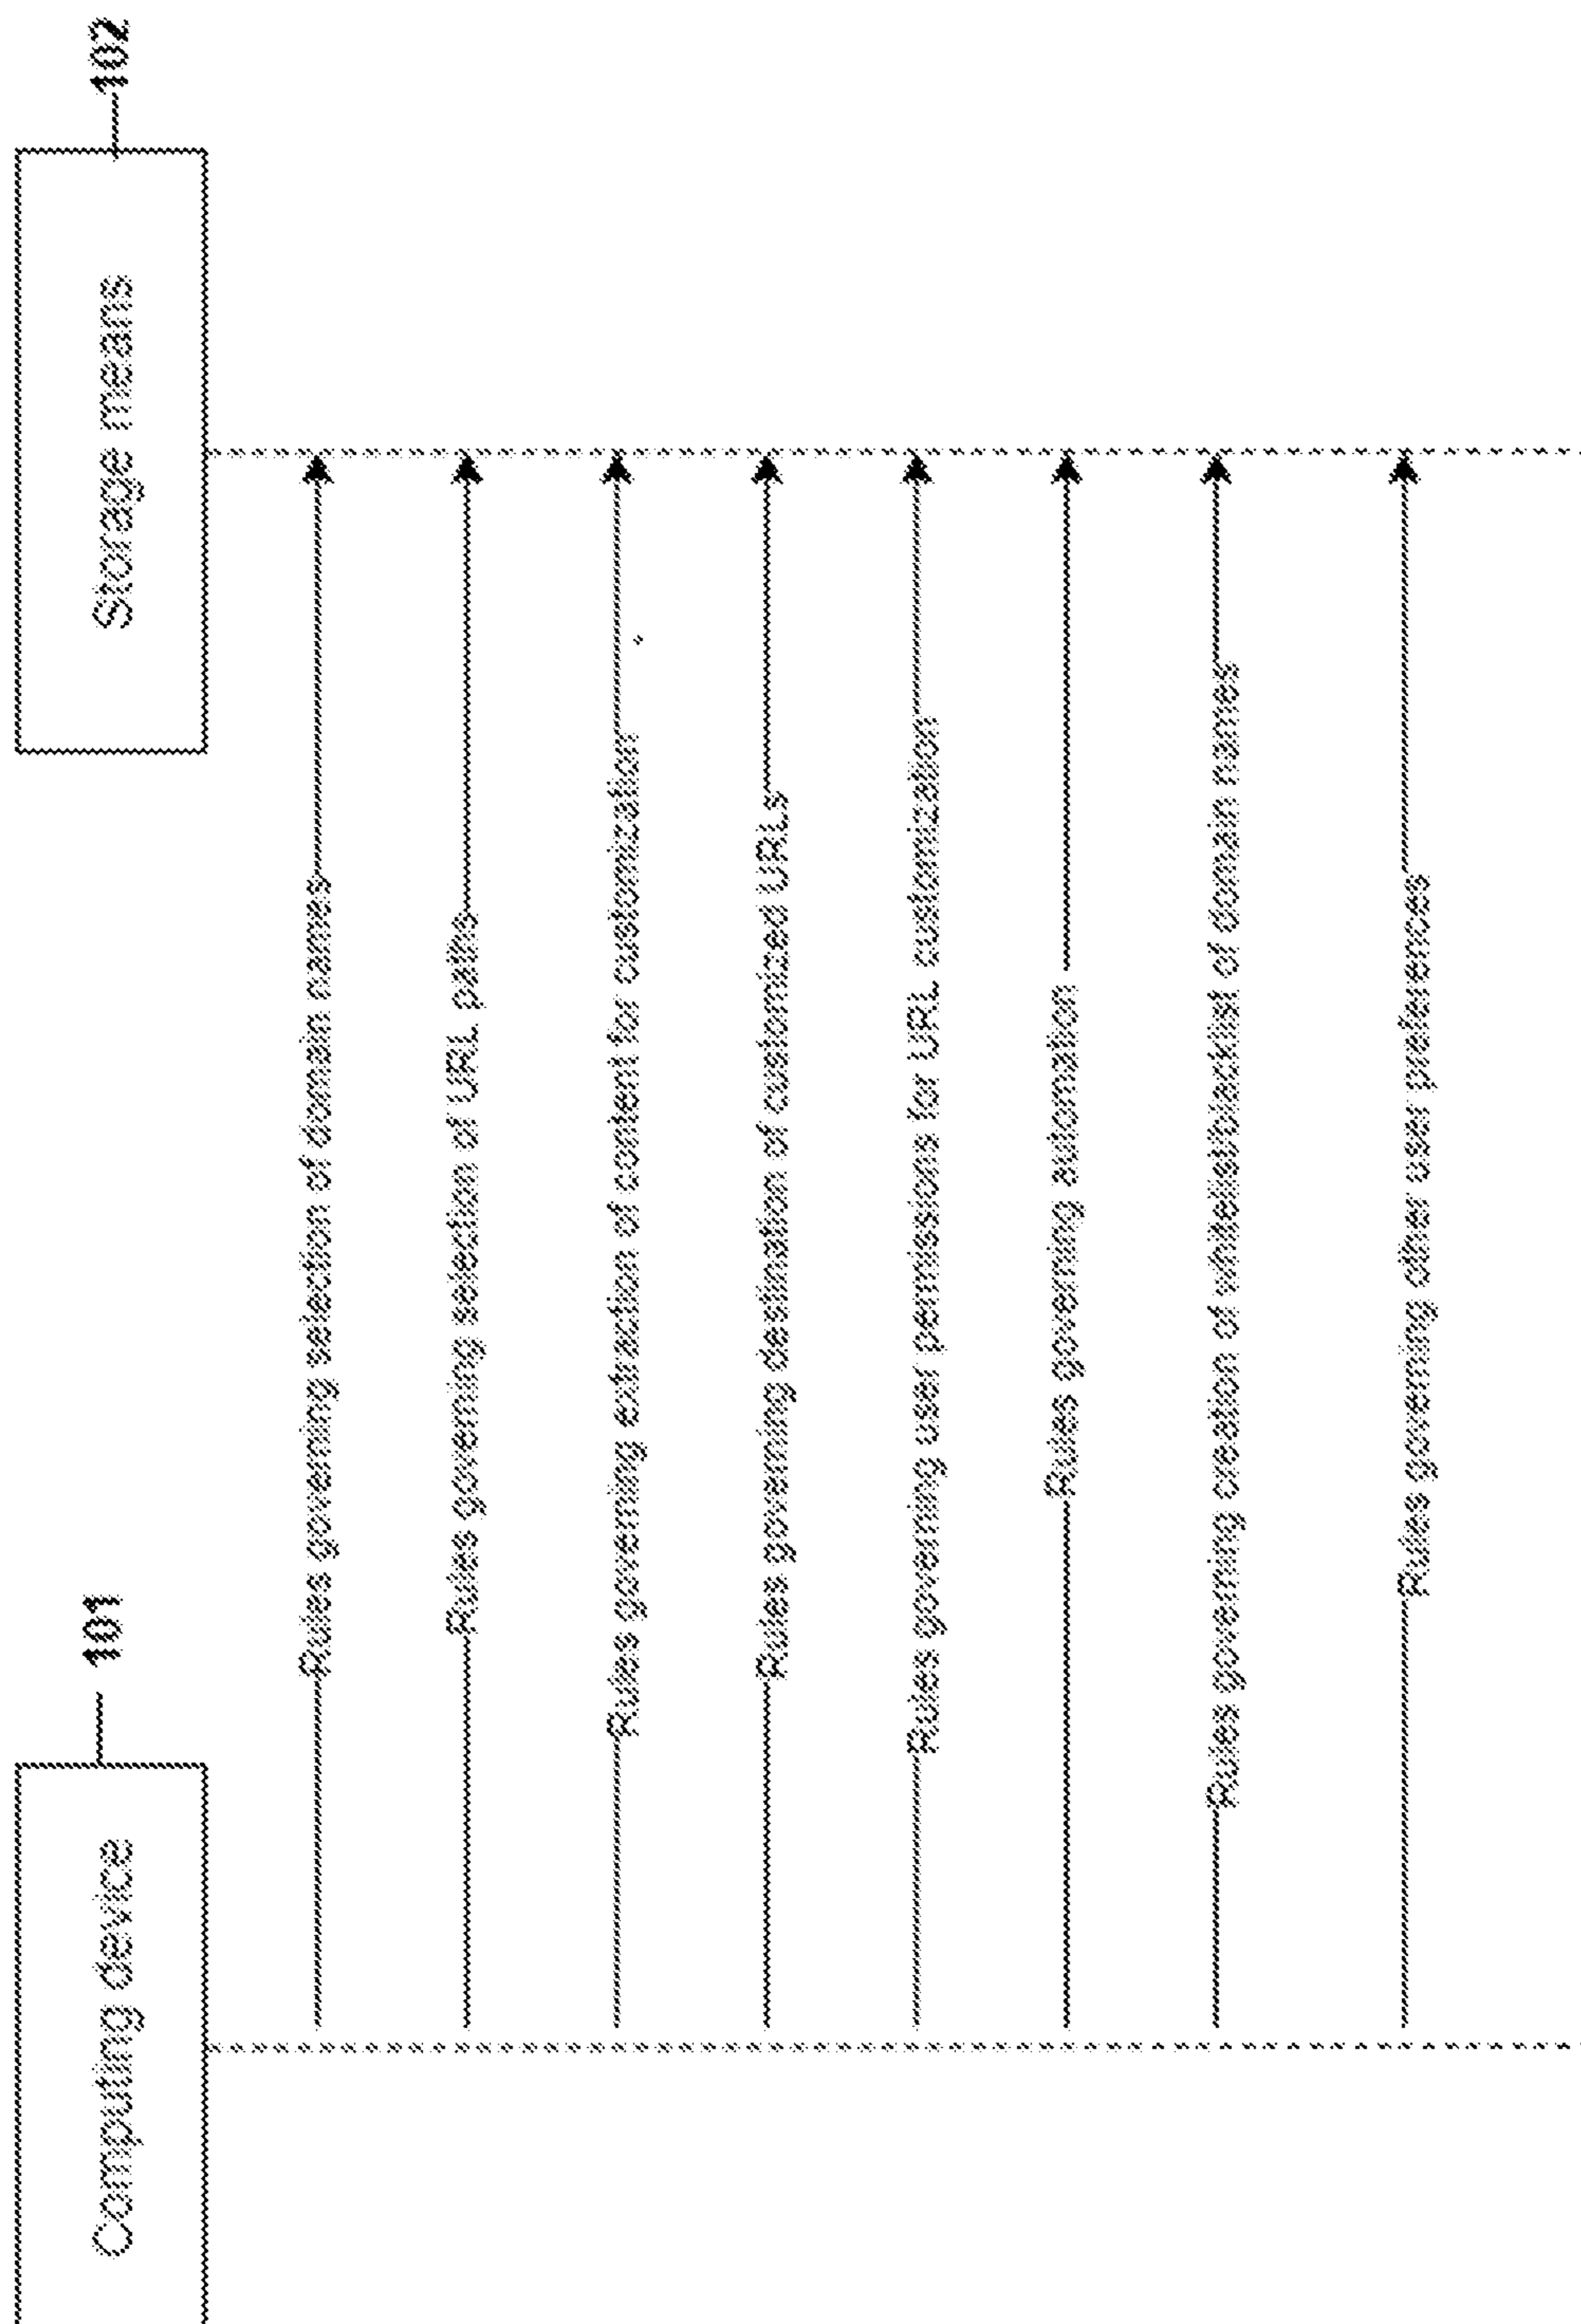 101
102
Computing device
Storage means
Rules governing selection of domain names
Rules governing selection of URL paths
Rules governing extraction of content for customization
Rules governing destination of customized URLs
Rules governing user permissions for URL customization
Rules governing automation
Rules governing creation of whitelist/blacklist of domain names
Rules governing other user preferences